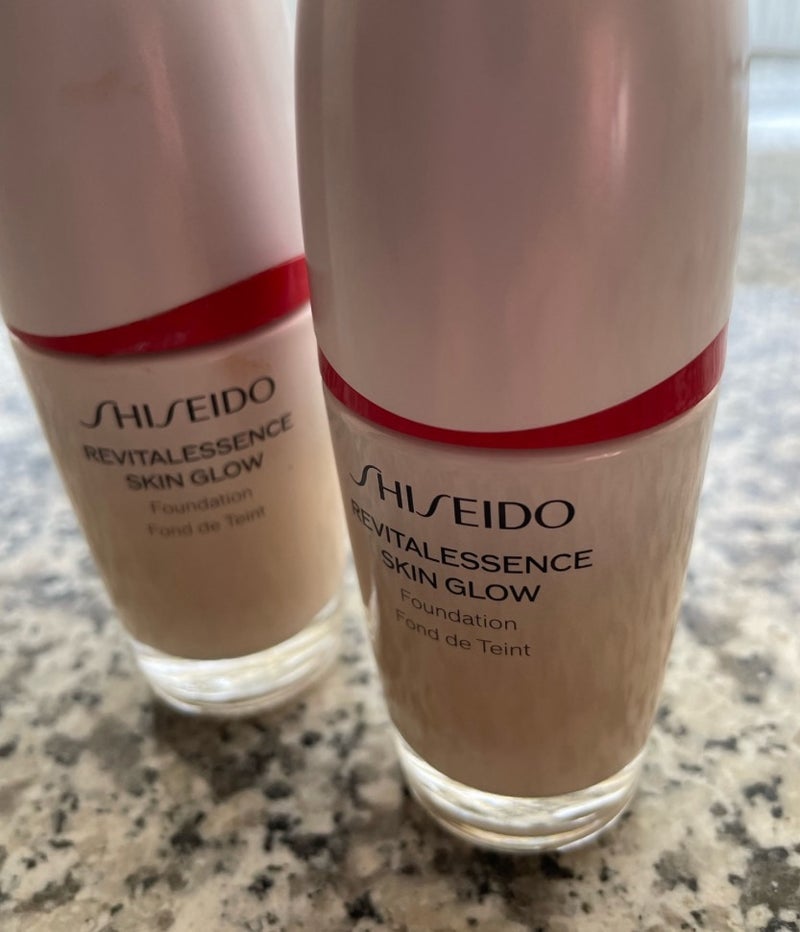 SHISEIDO
REVITALESSENCE
SKIN GLOW
Foundation
Fond de Teint
SHISEIDO
REVITALESSENCE
SKIN GLOW
Foundation
Fond de Teint